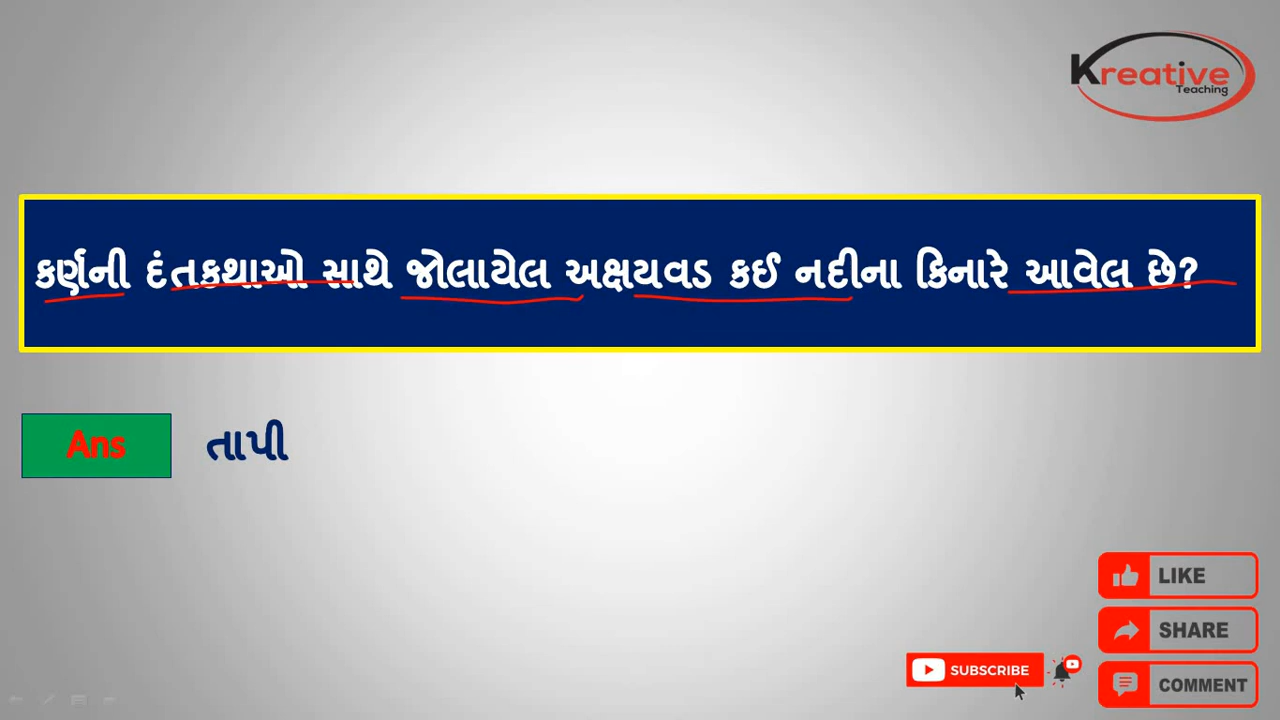 Kreative
Teaching
કર્ણની દંતકથાઓ સાથે જોલાયેલ અક્ષયવડ કઈ નદીના કિનારે આવેલ છે?
Ans તાપી
LIKE
SHARE
SUBSCRIBE
COMMENT